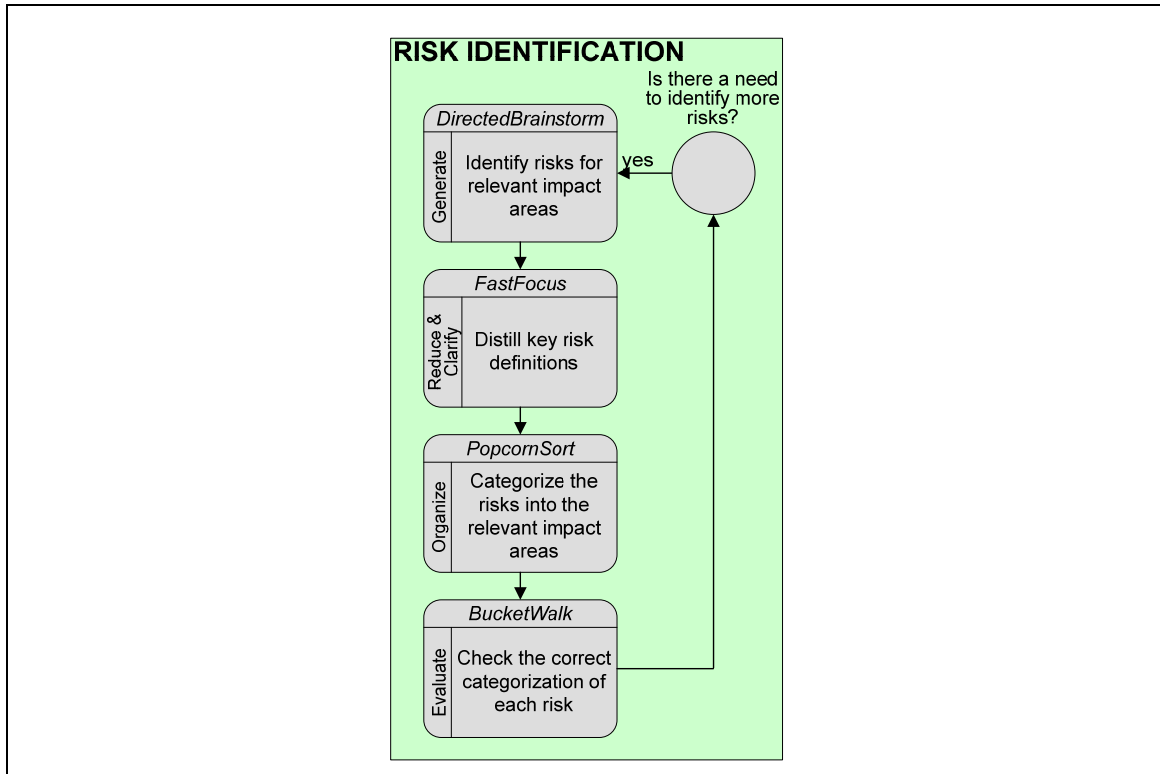 RISK IDENTIFICATION
Is there a need
to identify more
risks?
DirectedBrainstorm
Generate
Identify risks for
relevant impact
areas
yes
FastFocus
Reduce &
Clarify
Distill key risk
definitions
PopcornSort
Organize
Categorize the
risks into the
relevant impact
areas
BucketWalk
Evaluate
Check the correct
categorization of
each risk